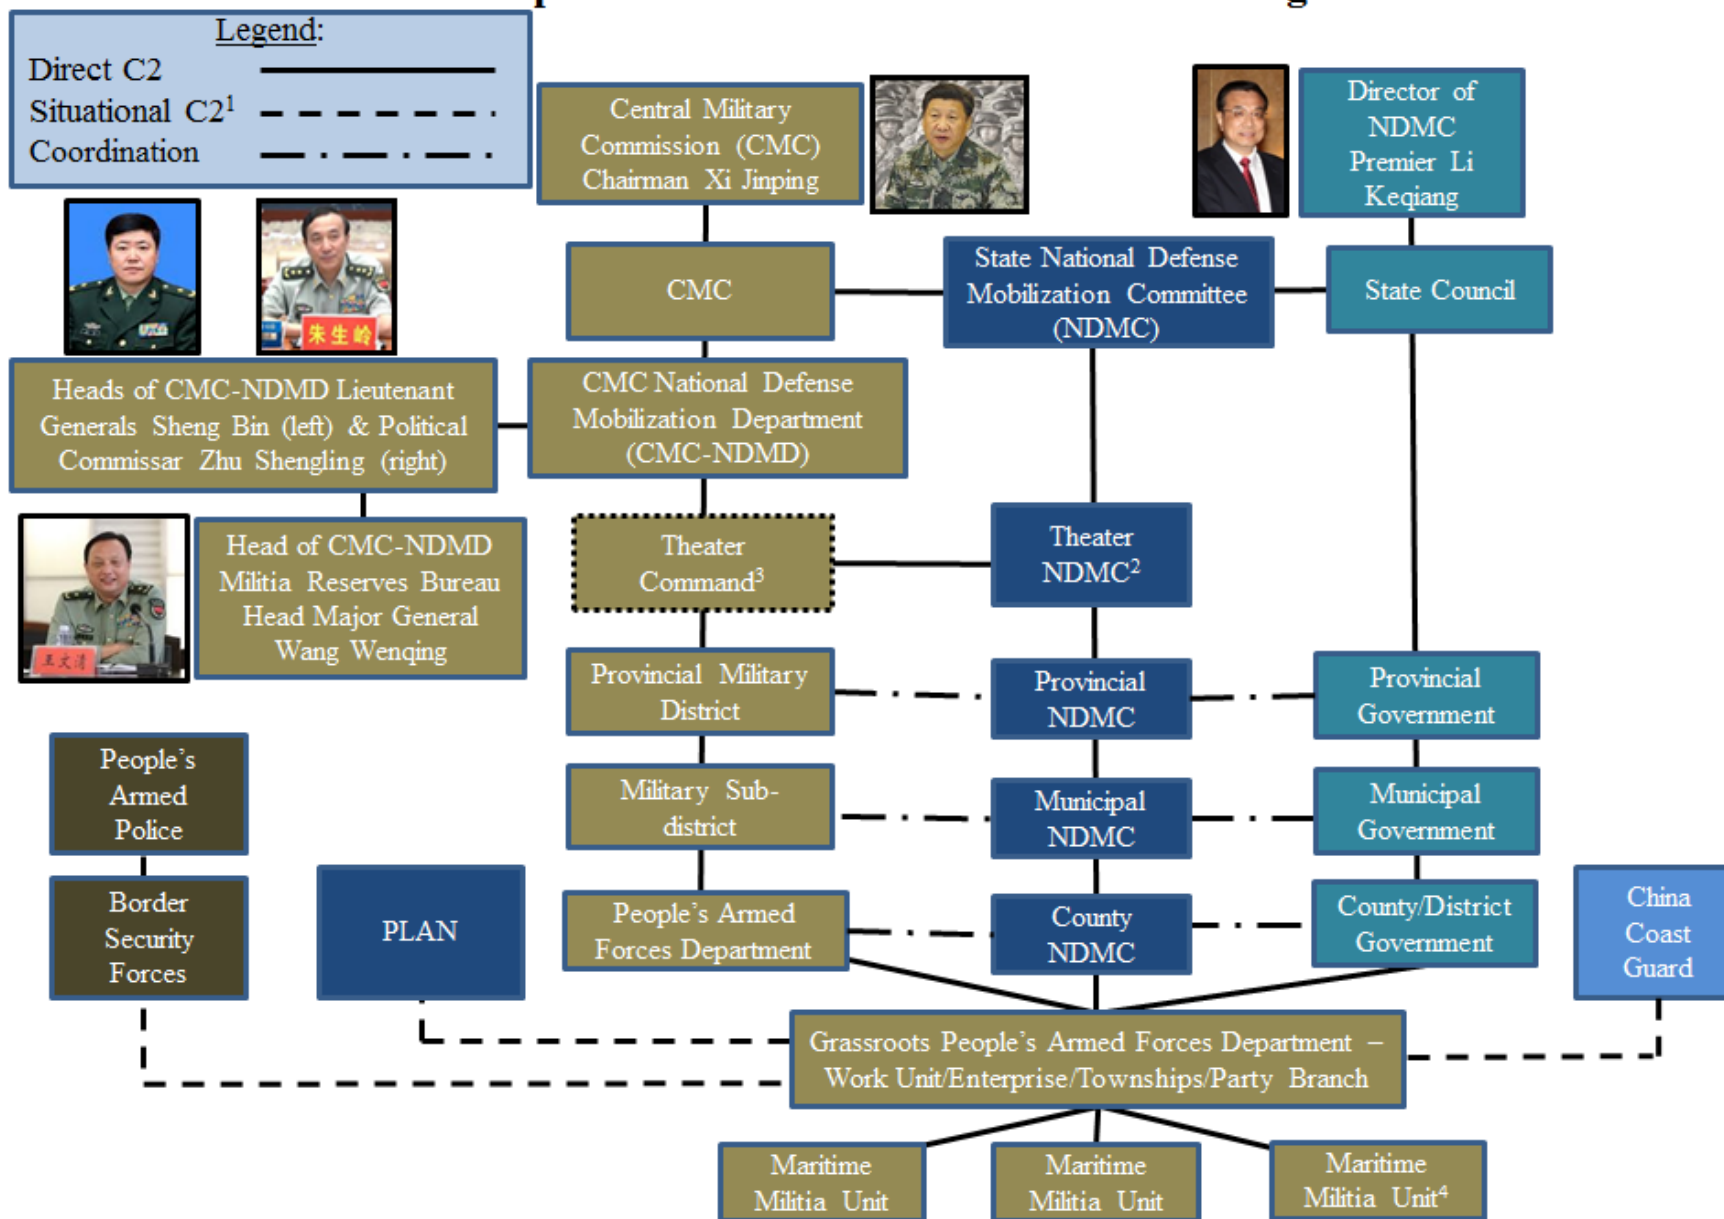 Legend:
Direct C2
Situational C2¹
Coordination
Central Military
Commission (CMC)
Chairman Xi Jinping
Director of
NDMC
Premier Li
Keqiang
朱生岭
CMC
State National Defense
Mobilization Committee
(NDMC)
State Council
Heads of CMC-NDMD Lieutenant
Generals Sheng Bin (left) & Political
Commissar Zhu Shengling (right)
CMC National Defense
Mobilization Department
(CMC-NDMD)
王文清
Head of CMC-NDMD
Militia Reserves Bureau
Head Major General
Wang Wenqing
Theater
Command³
Theater
NDMC²
Provincial Military
District
Provincial
NDMC
Provincial
Government
People's
Armed
Police
Military Sub-
district
Municipal
NDMC
Municipal
Government
Border
Security
Forces
PLAN
People's Armed
Forces Department
County
NDMC
County/District
Government
China
Coast
Guard
Grassroots People's Armed Forces Department –
Work Unit/Enterprise/Townships/Party Branch
Maritime
Militia Unit
Maritime
Militia Unit
Maritime
Militia Unit⁴